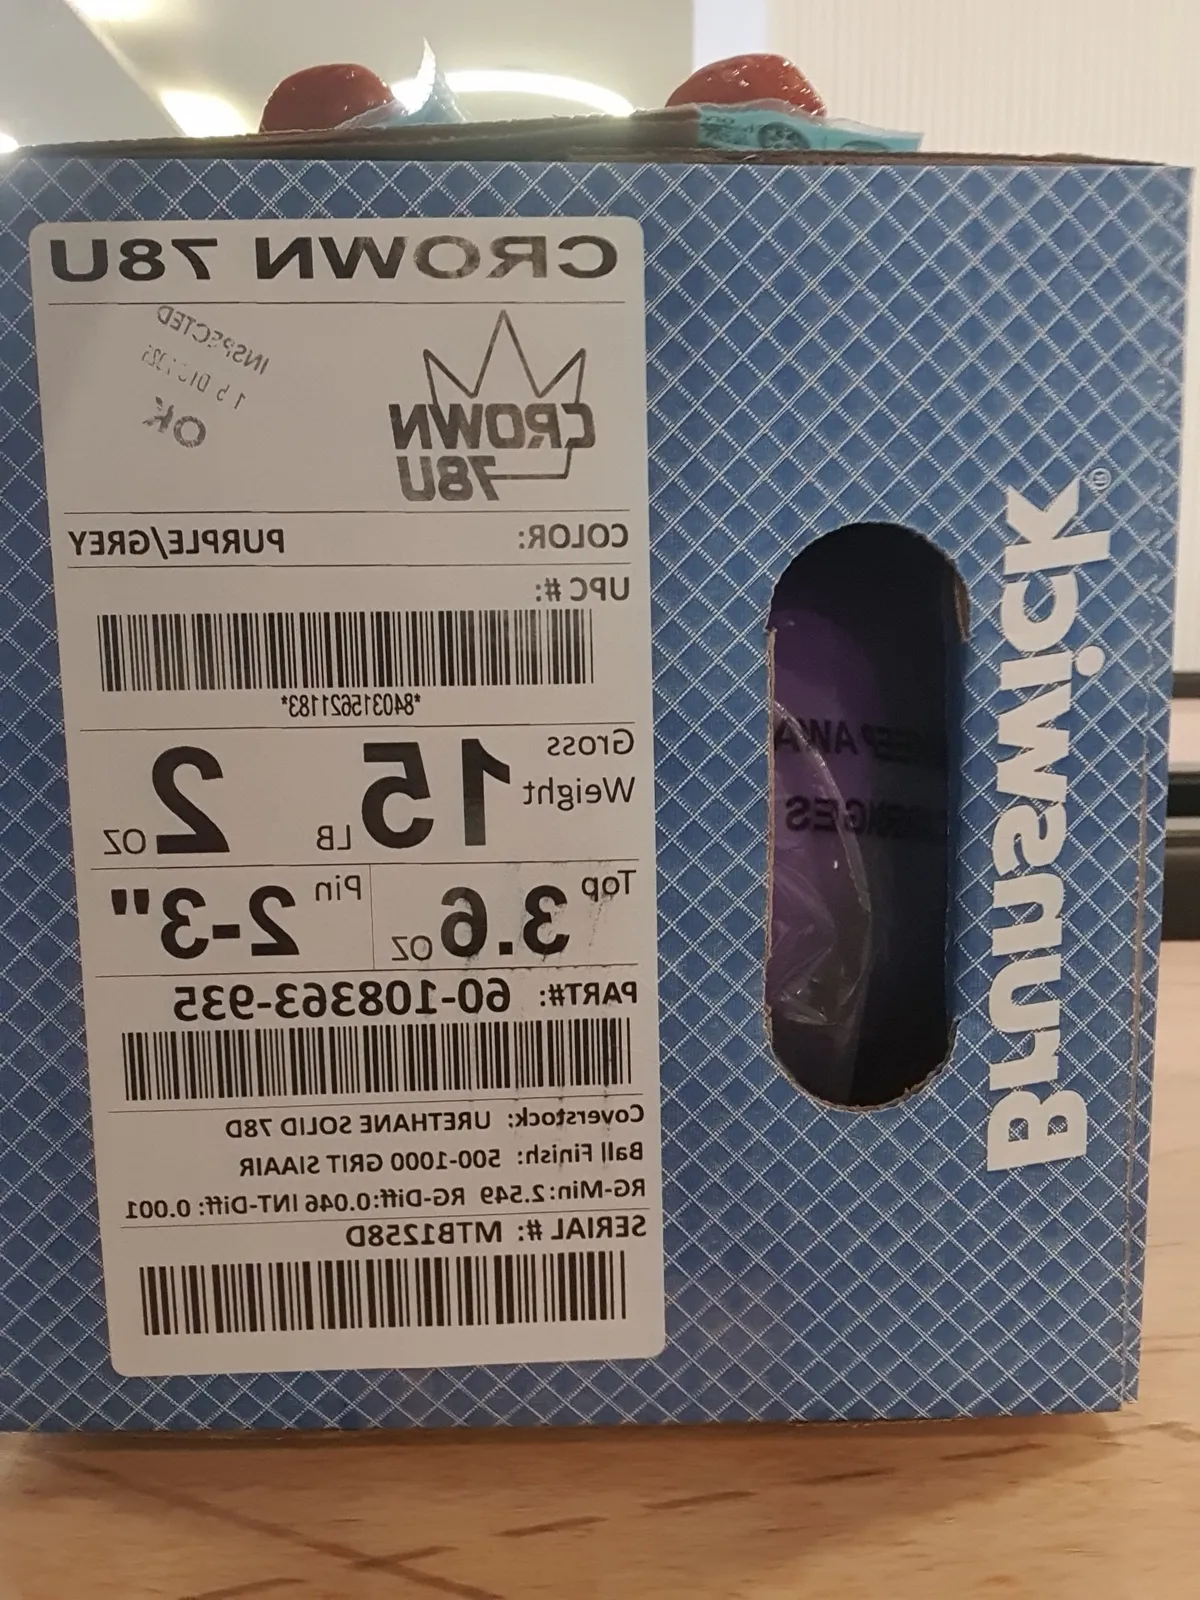 CROWN 78U
INSPECTED
OK
CROWN
78U
COLOR: PURPLE/GREY
UPC #:
*840315621183*
Gross Weight 15 LB 2 OZ
Top 3.6 OZ Pin 2-3"
PART#: 60-108363-935
Coverstock: URETHANE SOLID 78D
Ball Finish: 500-1000 GRIT SIAAIR
RG-Min:2.549 RG-Diff:0.046 INT-Diff: 0.001
SERIAL #: MTB1258D
Brunswick®